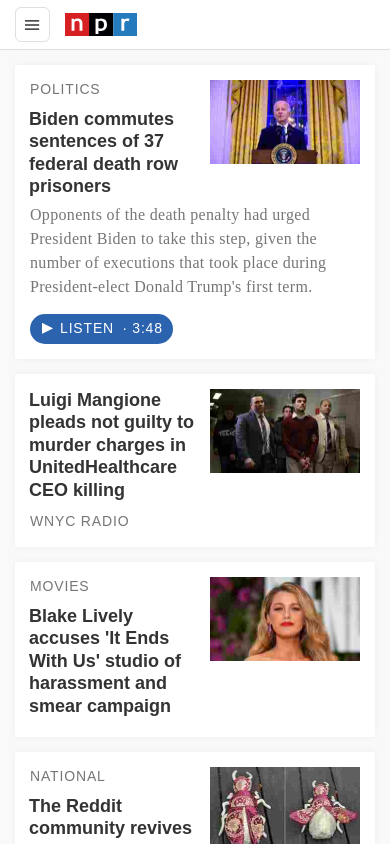 npr
POLITICS
Biden commutes
sentences of 37
federal death row
prisoners
Opponents of the death penalty had urged
President Biden to take this step, given the
number of executions that took place during
President-elect Donald Trump's first term.
LISTEN · 3:48
Luigi Mangione
pleads not guilty to
murder charges in
UnitedHealthcare
CEO killing
WNYC RADIO
MOVIES
Blake Lively
accuses 'It Ends
With Us' studio of
harassment and
smear campaign
NATIONAL
The Reddit
community revives